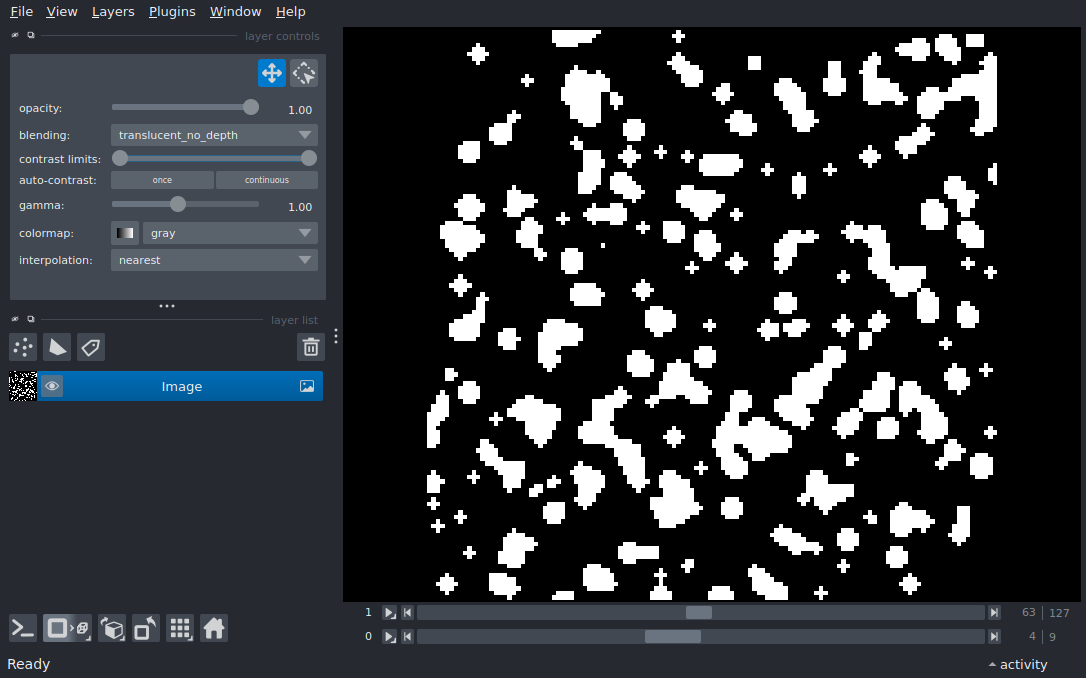 File View Layers Plugins Window Help
layer controls
opacity: 1.00
blending: translucent_no_depth
contrast limits:
auto-contrast: once continuous
gamma: 1.00
colormap: gray
interpolation: nearest
layer list
Image
1 63 127
0 4 9
Ready activity